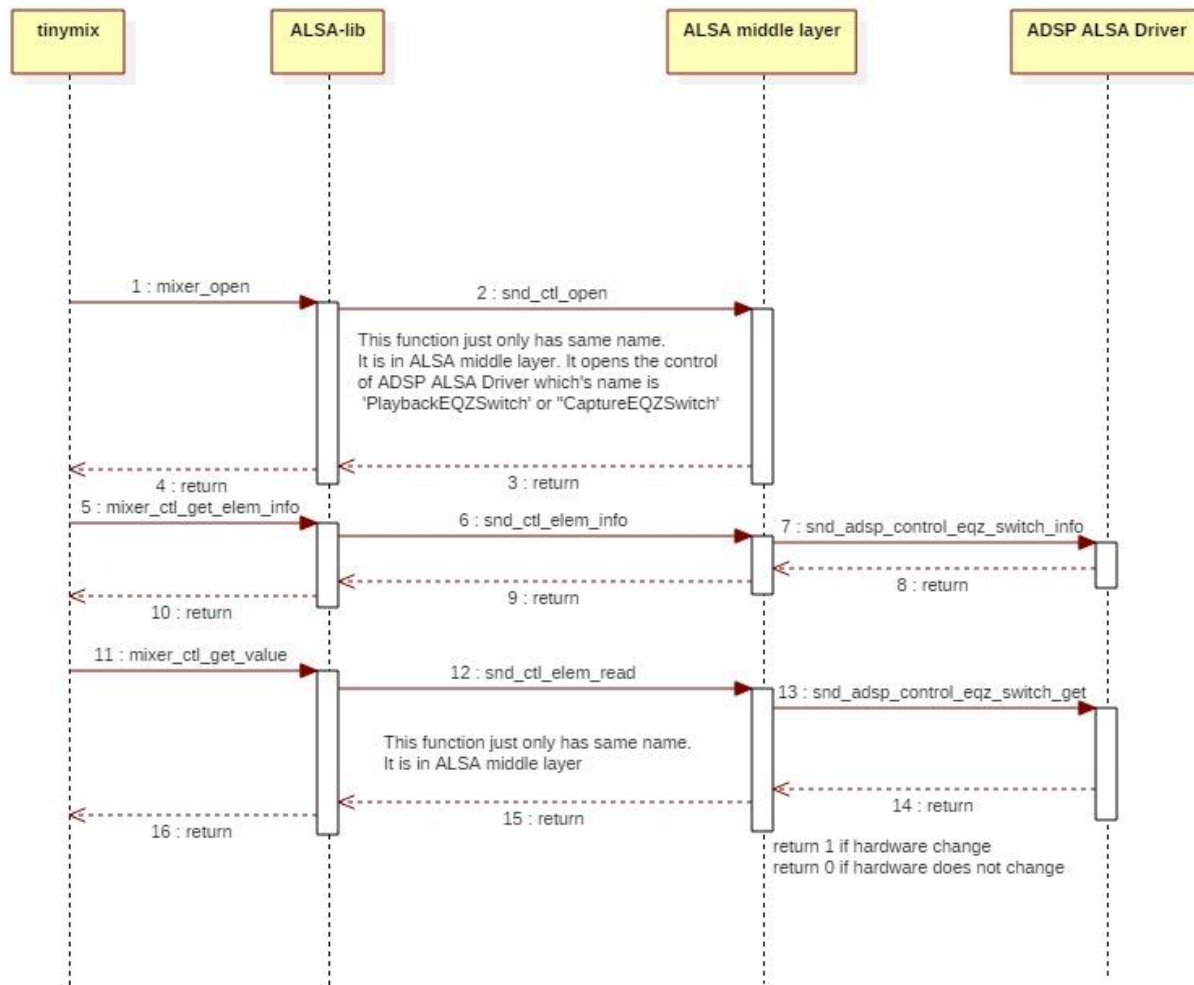 tinymix
ALSA-lib
ALSA middle layer
ADSP ALSA Driver
1 : mixer_open
2 : snd_ctl_open
This function just only has same name.
It is in ALSA middle layer. It opens the control
of ADSP ALSA Driver which's name is
'PlaybackEQZSwitch' or "CaptureEQZSwitch'
3 : return
4 : return
5 : mixer_ctl_get_elem_info
6 : snd_ctl_elem_info
7 : snd_adsp_control_eqz_switch_info
8 : return
9 : return
10 : return
11 : mixer_ctl_get_value
12 : snd_ctl_elem_read
13 : snd_adsp_control_eqz_switch_get
This function just only has same name.
It is in ALSA middle layer
14 : return
15 : return
16 : return
return 1 if hardware change
return 0 if hardware does not change